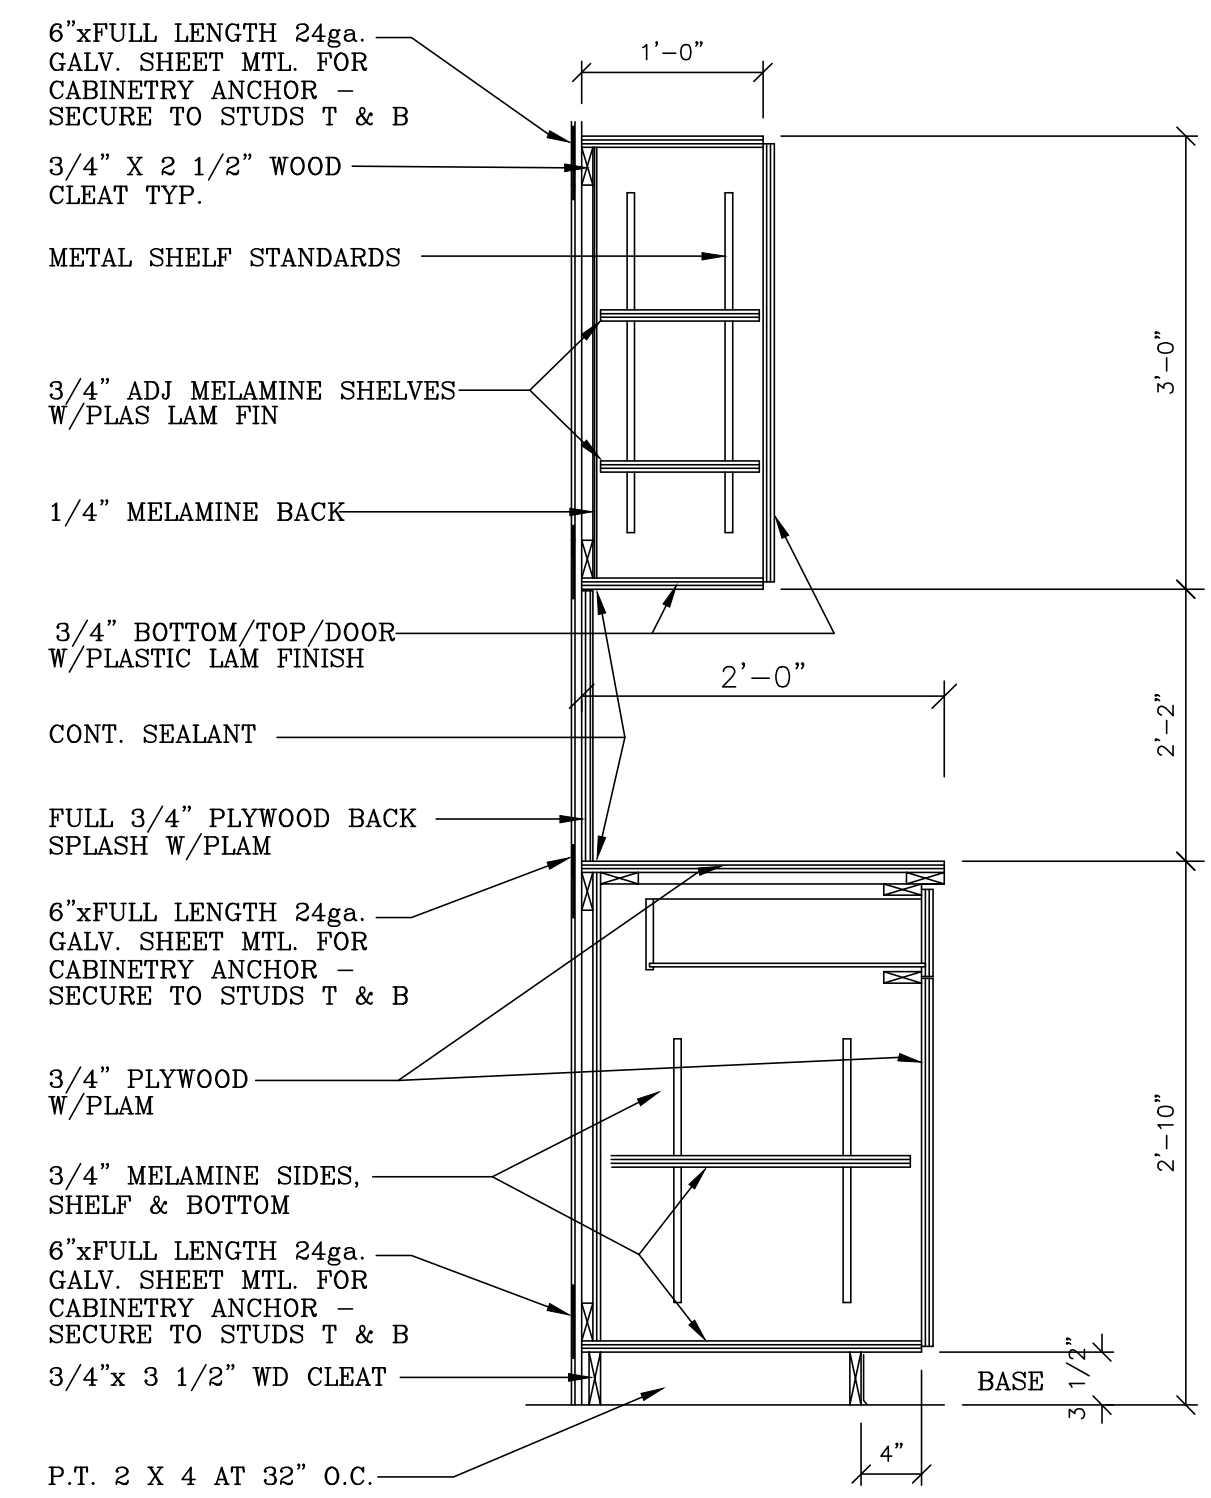 6"xFULL LENGTH 24ga.
GALV. SHEET MTL. FOR
CABINETRY ANCHOR –
SECURE TO STUDS T & B
3/4" X 2 1/2" WOOD
CLEAT TYP.
METAL SHELF STANDARDS
3/4" ADJ MELAMINE SHELVES
W/PLAS LAM FIN
1/4" MELAMINE BACK
3/4" BOTTOM/TOP/DOOR
W/PLASTIC LAM FINISH
CONT. SEALANT
FULL 3/4" PLYWOOD BACK
SPLASH W/PLAM
6"xFULL LENGTH 24ga.
GALV. SHEET MTL. FOR
CABINETRY ANCHOR –
SECURE TO STUDS T & B
3/4" PLYWOOD
W/PLAM
3/4" MELAMINE SIDES,
SHELF & BOTTOM
6"xFULL LENGTH 24ga.
GALV. SHEET MTL. FOR
CABINETRY ANCHOR –
SECURE TO STUDS T & B
3/4"x 3 1/2" WD CLEAT
P.T. 2 X 4 AT 32" O.C.
1'–0"
3'–0"
2'–0"
2'–2"
2'–10"
BASE
3 1/2"
4"